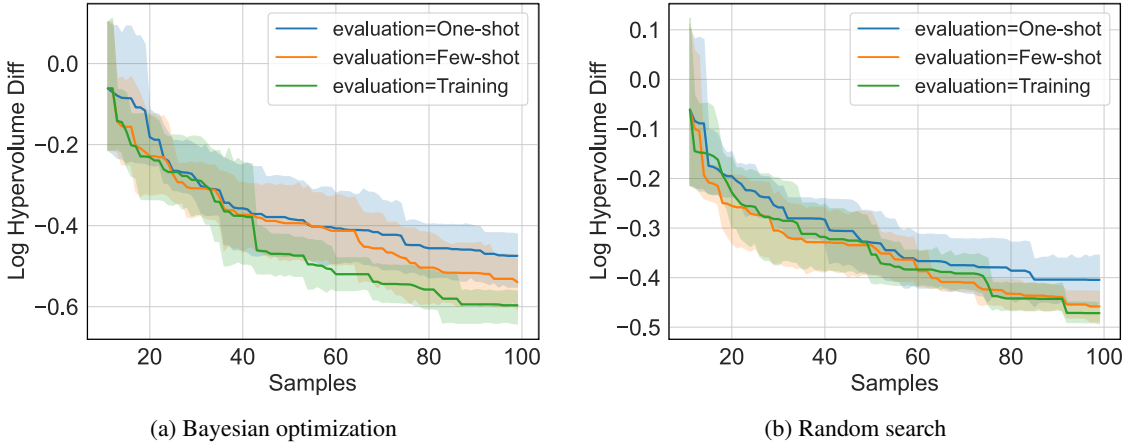 evaluation=One-shot
evaluation=Few-shot
evaluation=Training
Log Hypervolume Diff
0.0
−0.2
−0.4
−0.6
20 40 60 80 100
Samples
(a) Bayesian optimization
evaluation=One-shot
evaluation=Few-shot
evaluation=Training
Log Hypervolume Diff
0.1
0.0
−0.1
−0.2
−0.3
−0.4
−0.5
20 40 60 80 100
Samples
(b) Random search